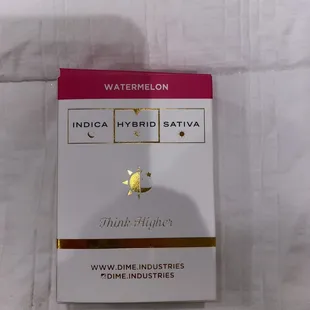 WATERMELON
INDICA HYBRID SATIVA
Think Higher
WWW.DIME.INDUSTRIES
@DIME.INDUSTRIES